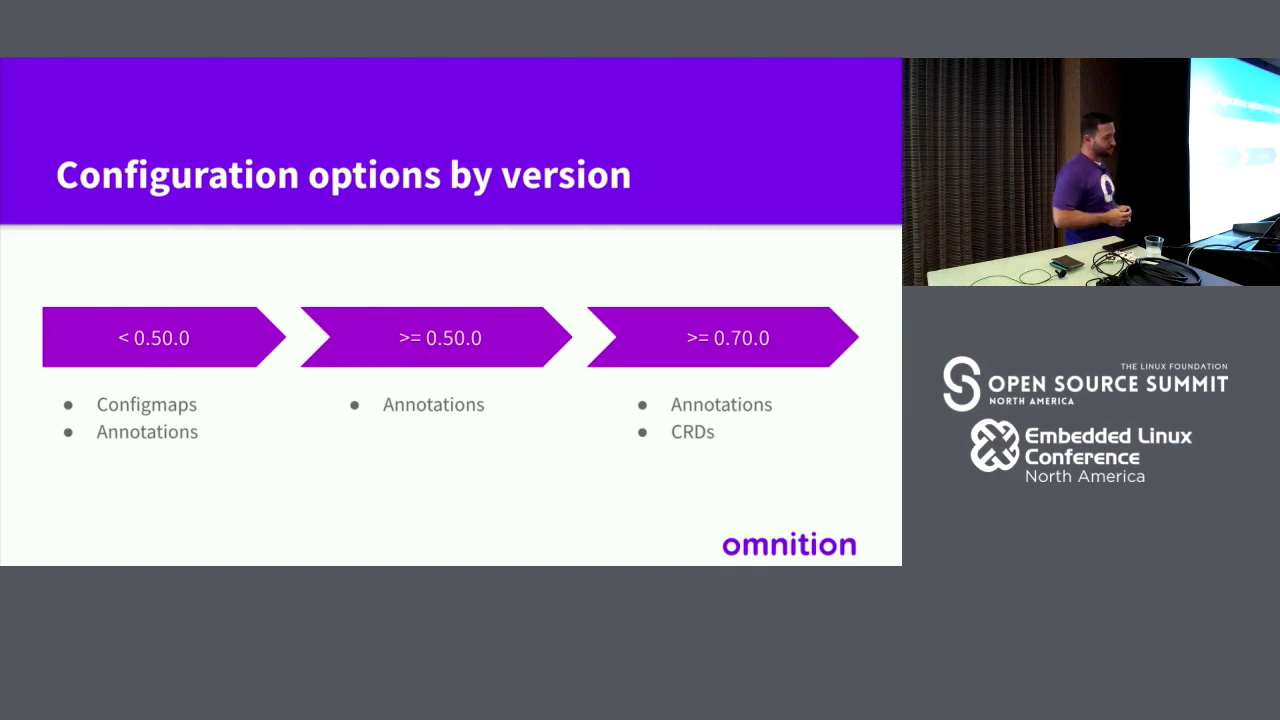 Configuration options by version
< 0.50.0
>= 0.50.0
>= 0.70.0
● Configmaps
● Annotations
● Annotations
● Annotations
● CRDs
omnition
THE LINUX FOUNDATION
OPEN SOURCE SUMMIT
NORTH AMERICA
Embedded Linux
Conference
North America